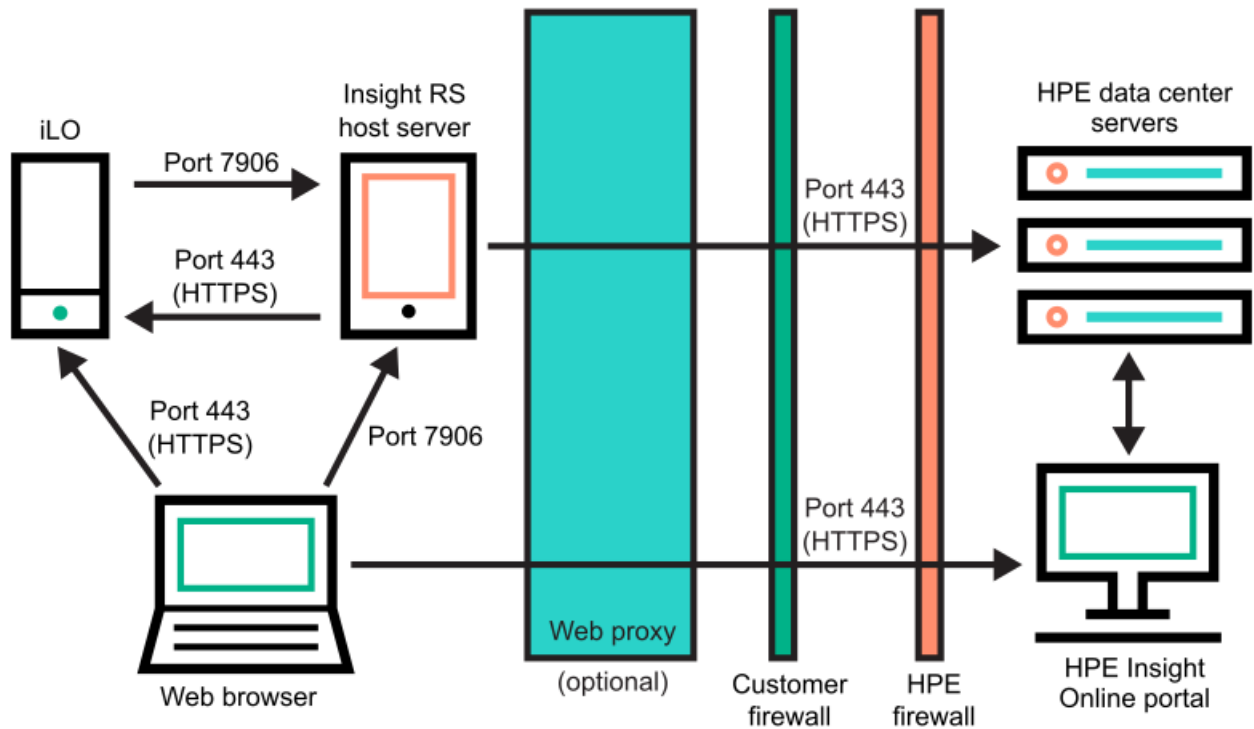 iLO
Insight RS
host server
HPE data center
servers
Port 7906
Port 443
(HTTPS)
Port 443
(HTTPS)
Port 443
(HTTPS)
Port 7906
Port 443
(HTTPS)
Web browser
Web proxy
(optional)
Customer
firewall
HPE
firewall
HPE Insight
Online portal